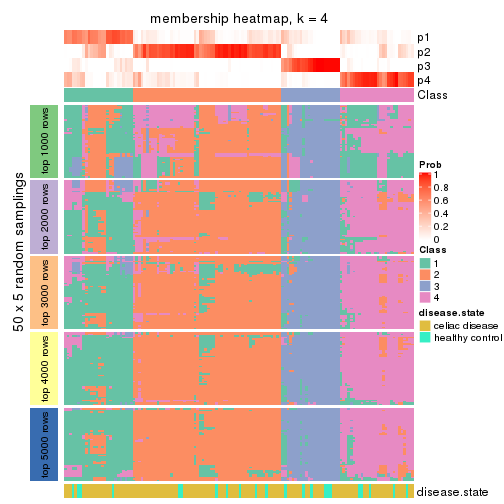 membership heatmap, k = 4
p1
p2
p3
p4
Class
50 x 5 random samplings
top 1000 rows
top 2000 rows
top 3000 rows
top 4000 rows
top 5000 rows
Prob
1
0.8
0.6
0.4
0.2
0
Class
1
2
3
4
disease.state
celiac disease
healthy control
disease.state